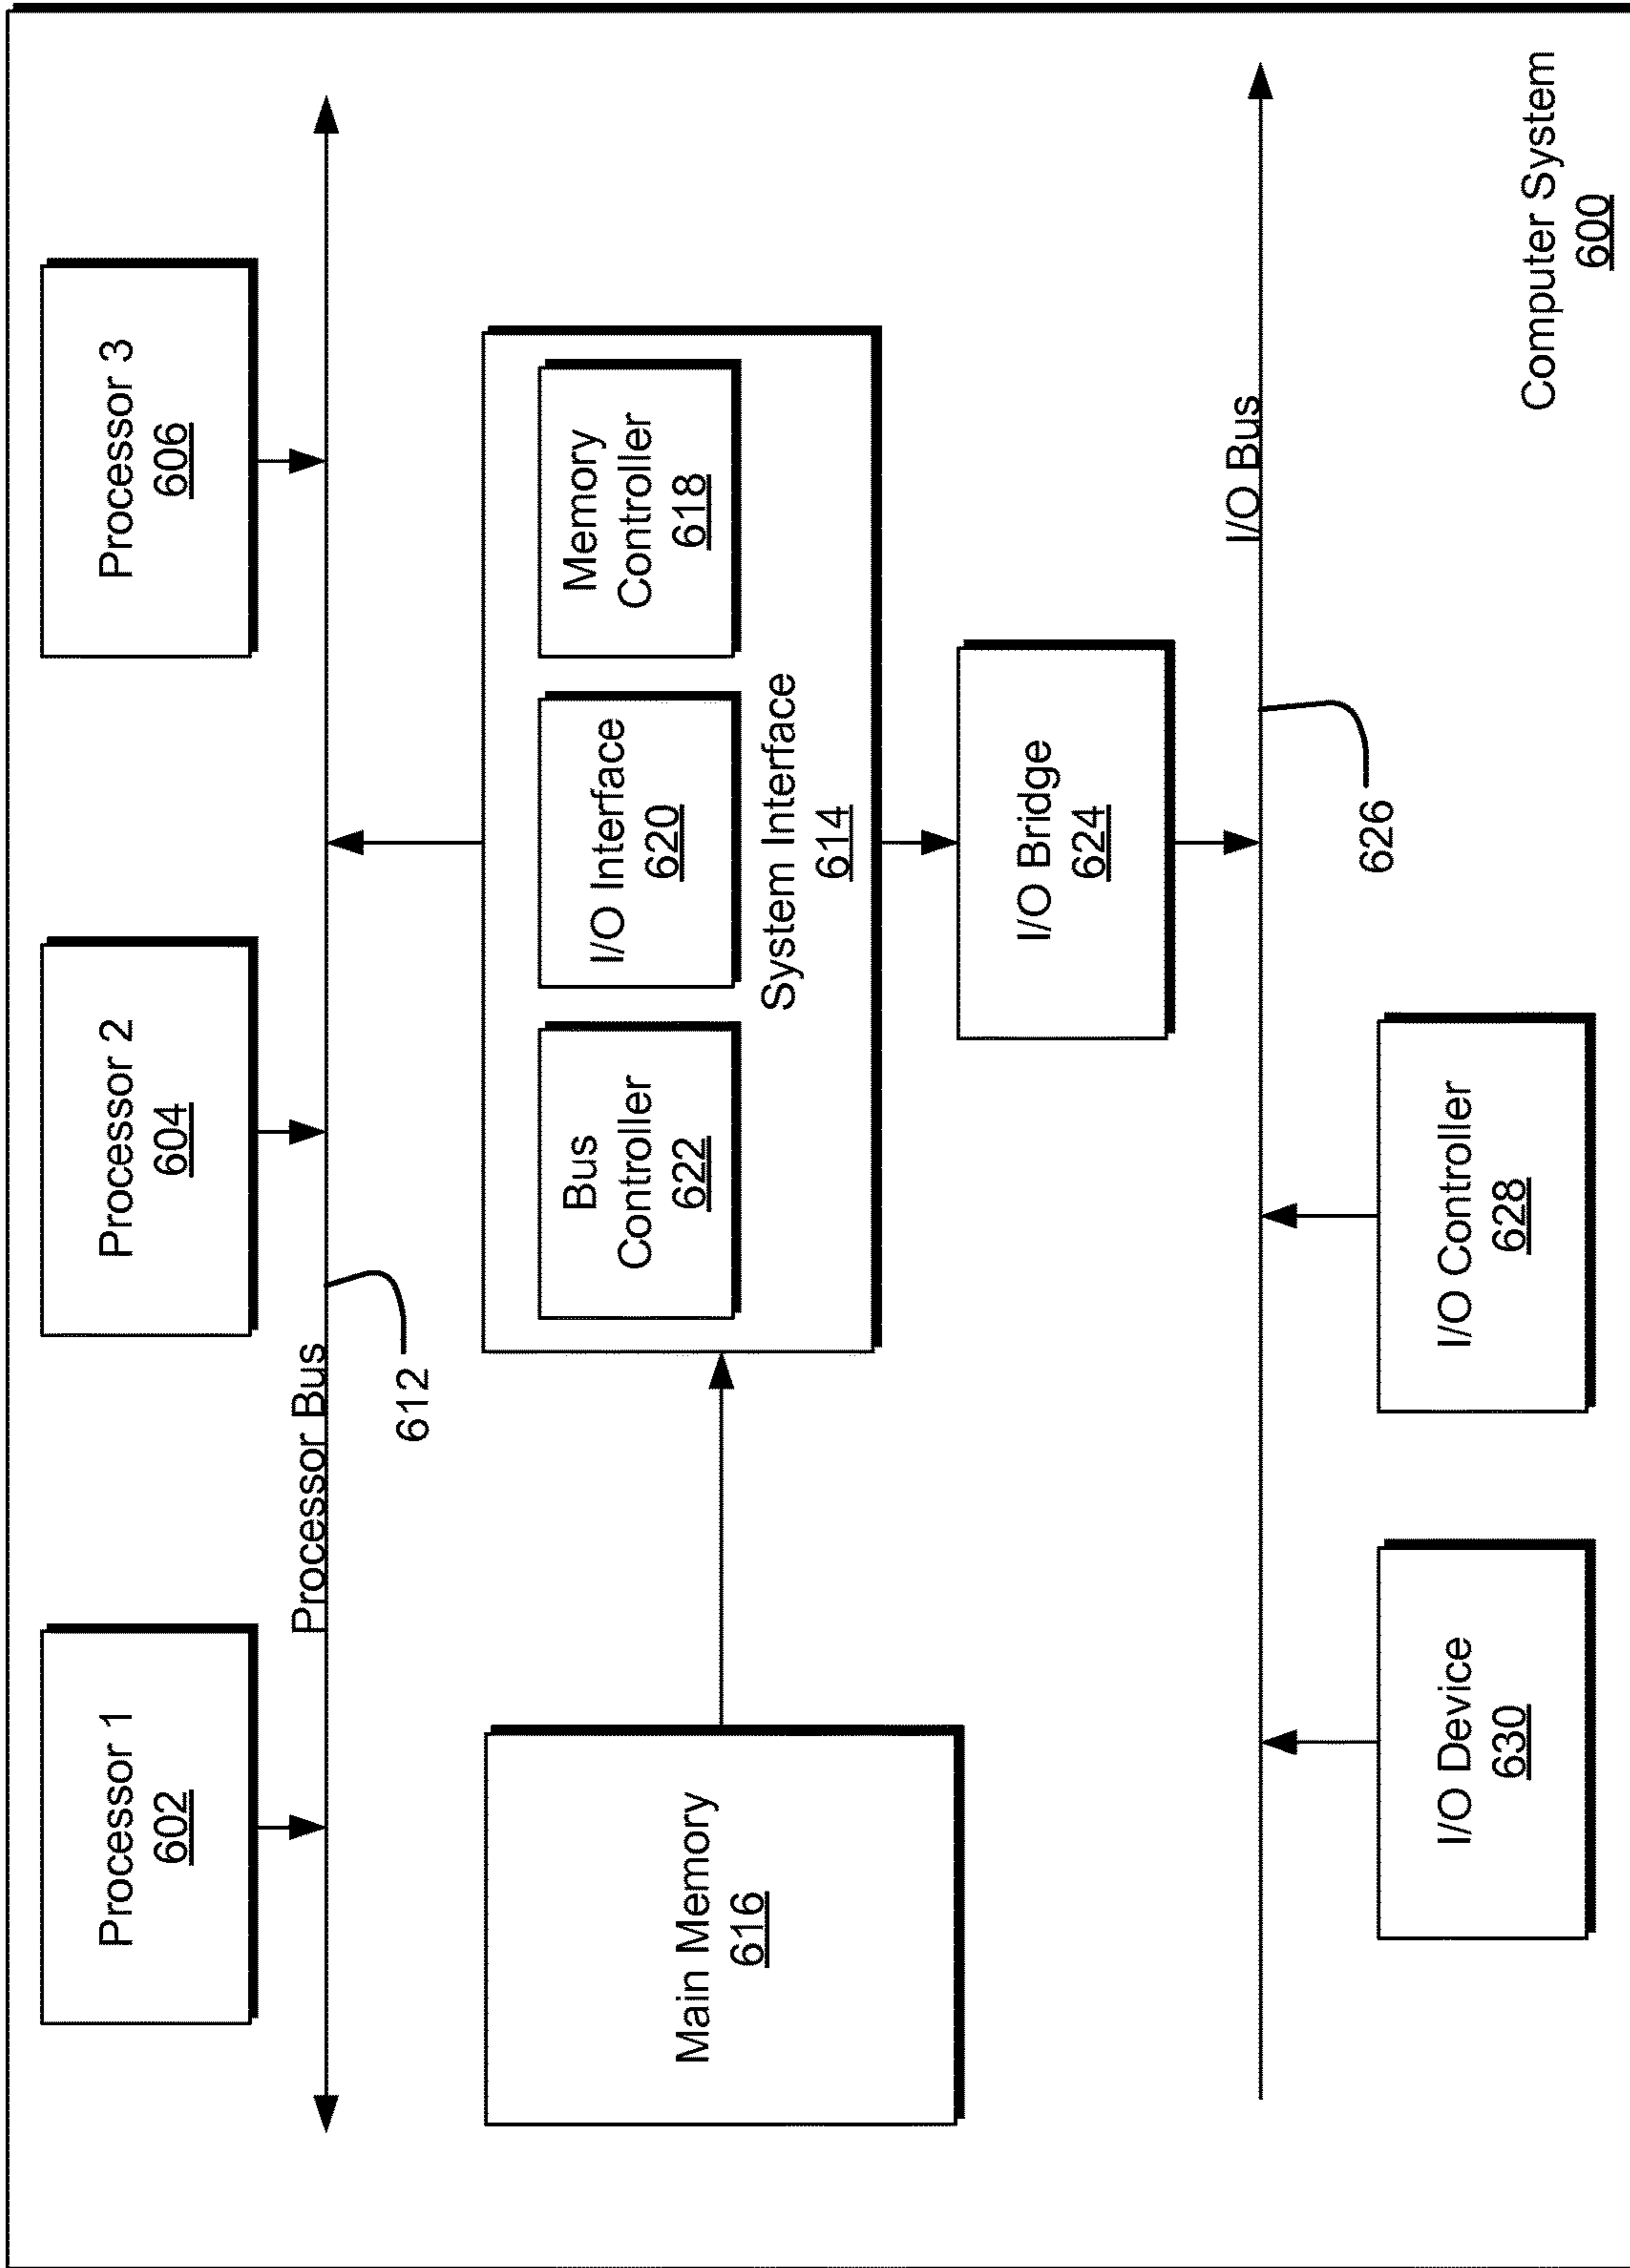 Processor 1
602
Processor 2
604
Processor 3
606
Processor Bus
612
Main Memory
616
Bus
Controller
622
I/O Interface
620
Memory
Controller
618
System Interface
614
I/O Bridge
624
I/O Bus
626
I/O Device
630
I/O Controller
628
Computer System
600